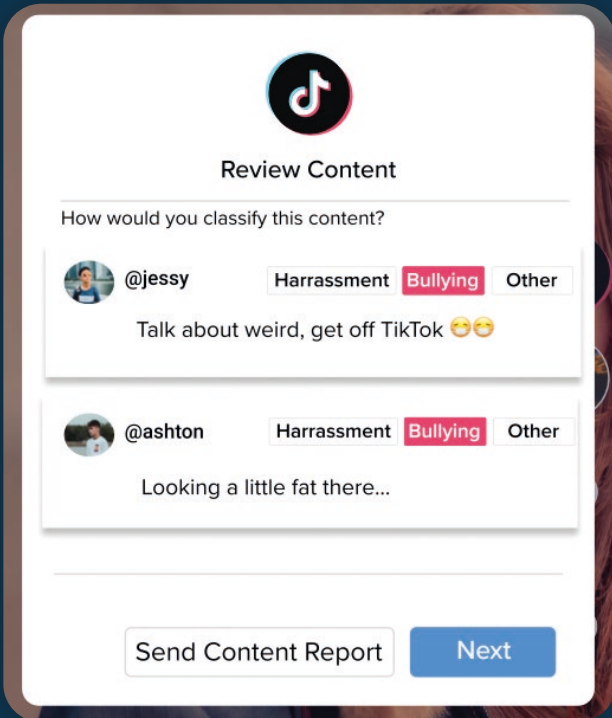 Review Content
How would you classify this content?
@jessy Harrassment Bullying Other
Talk about weird, get off TikTok 😁😁
@ashton Harrassment Bullying Other
Looking a little fat there...
Send Content Report Next